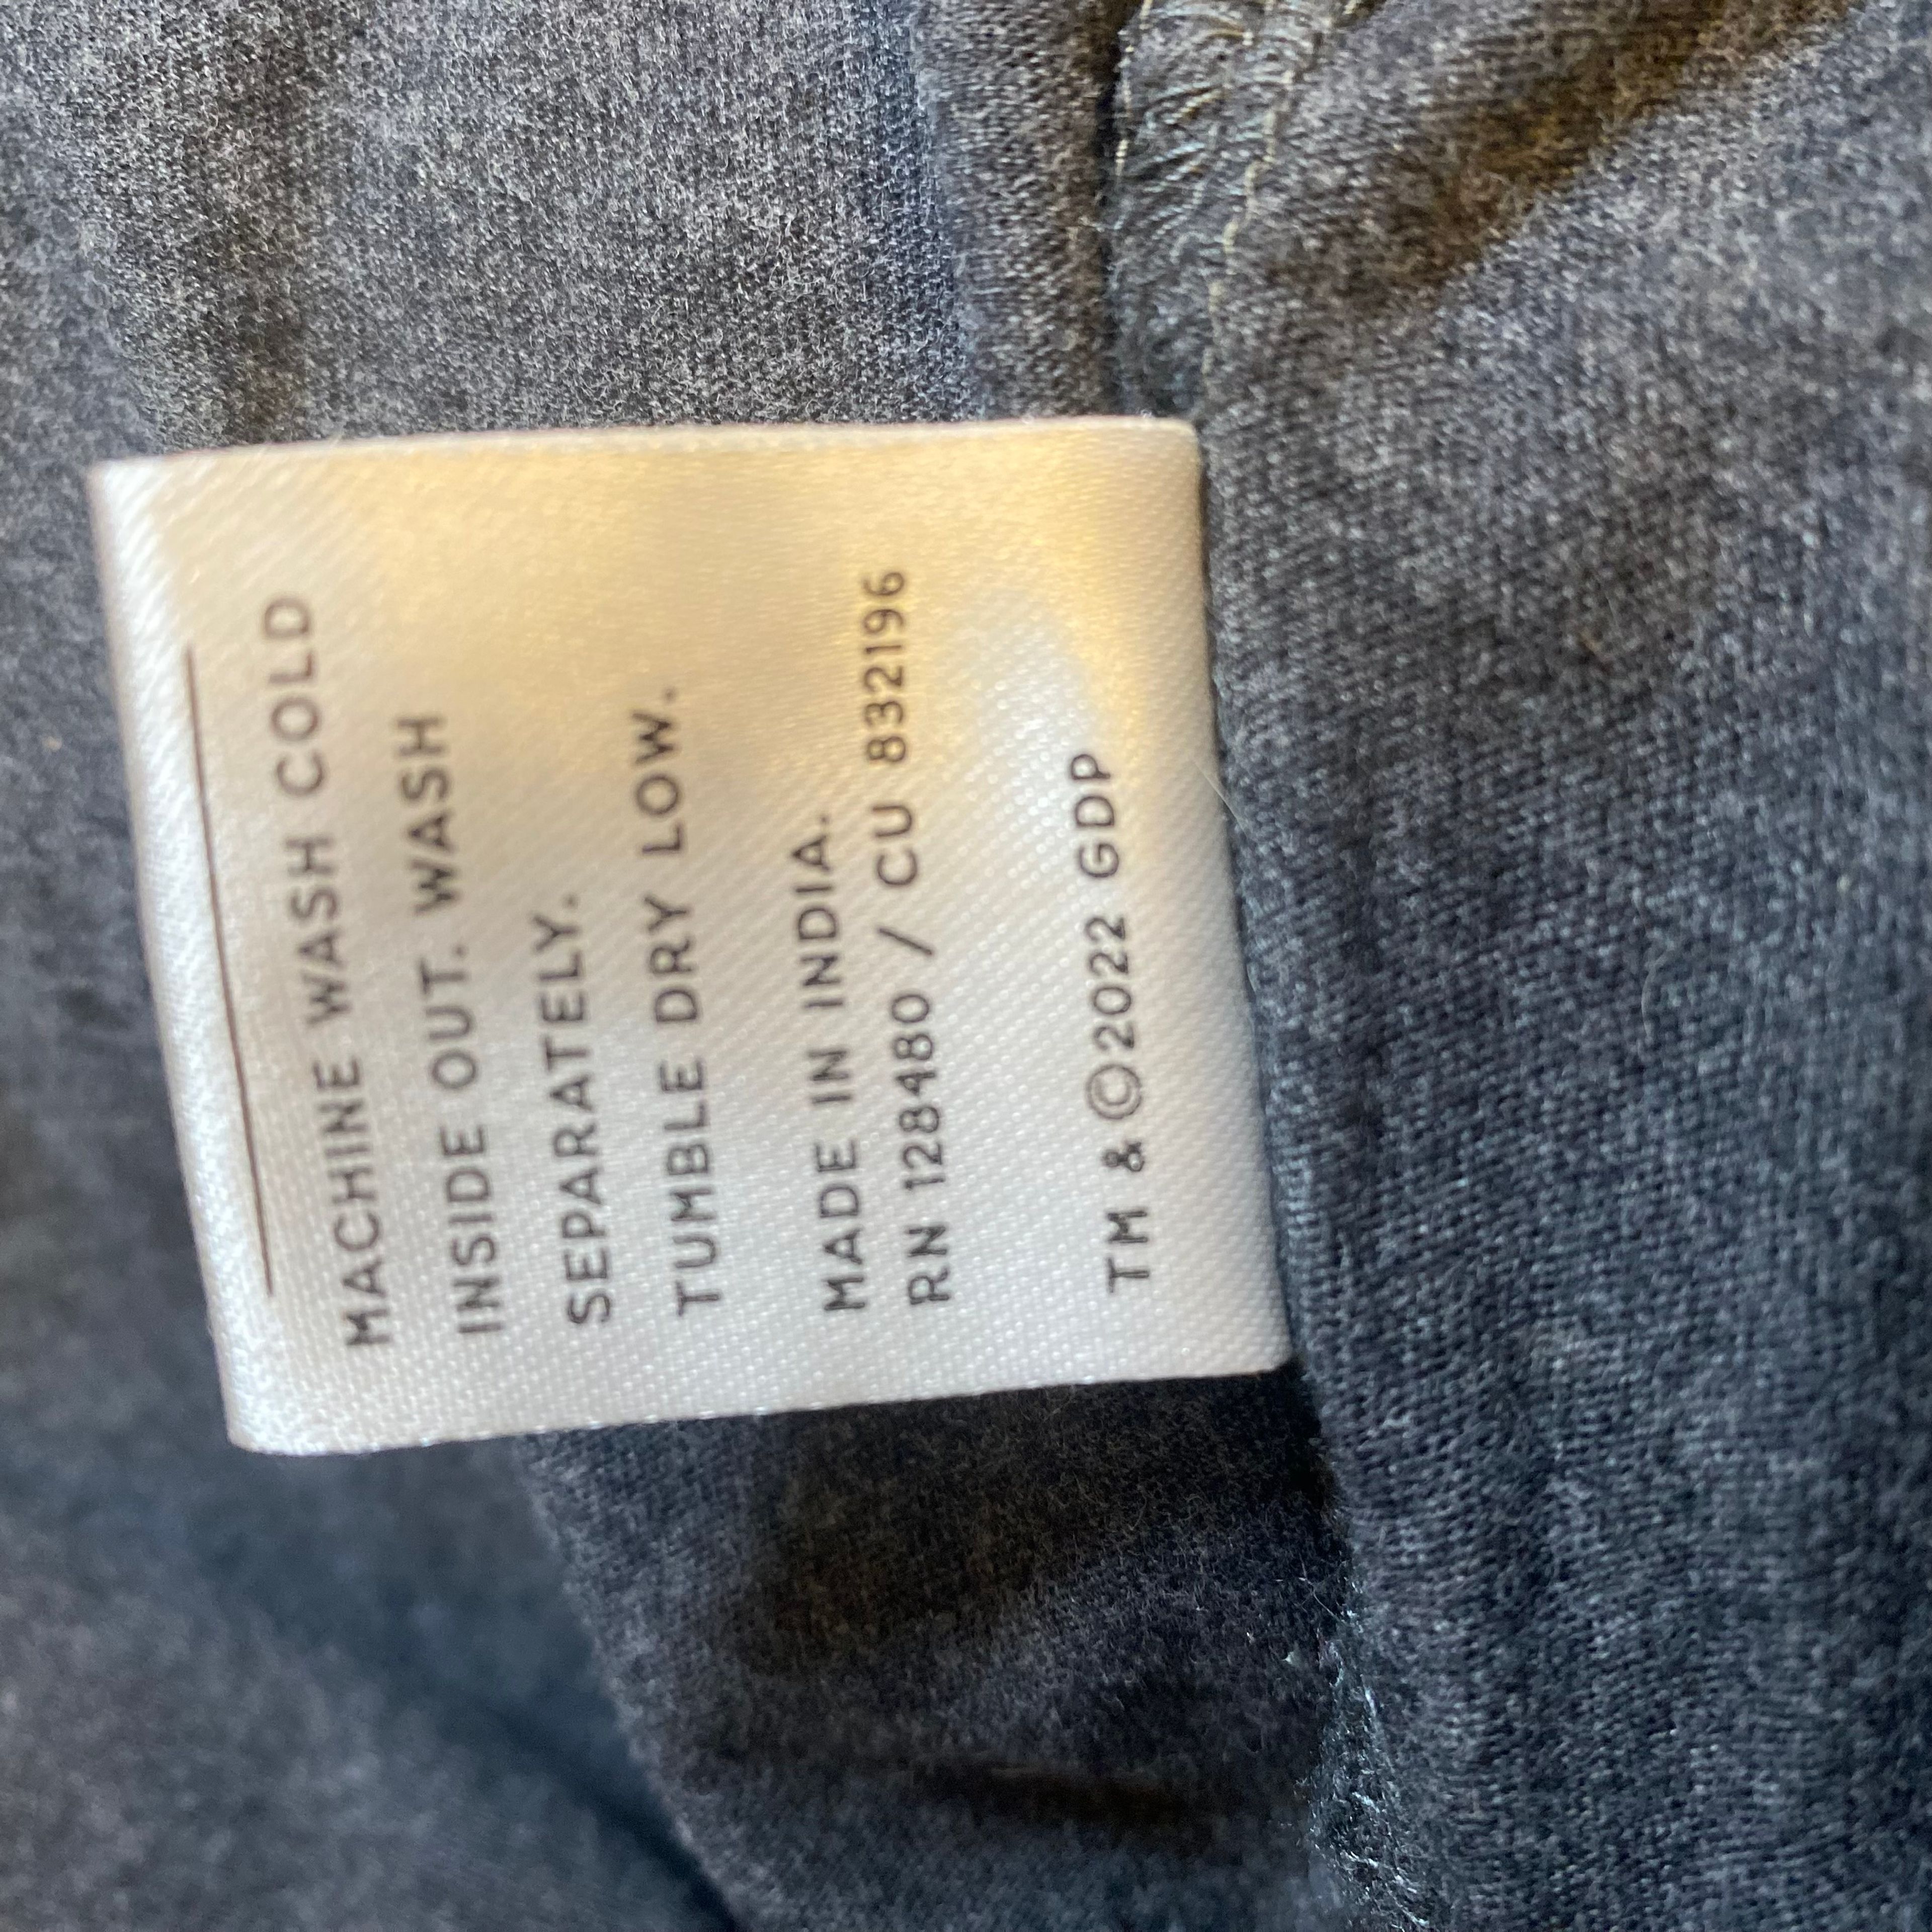 MACHINE WASH COLD
INSIDE OUT. WASH
SEPARATELY.
TUMBLE DRY LOW.
MADE IN INDIA.
RN 128480 / CU 832196
TM & ©2022 GDP